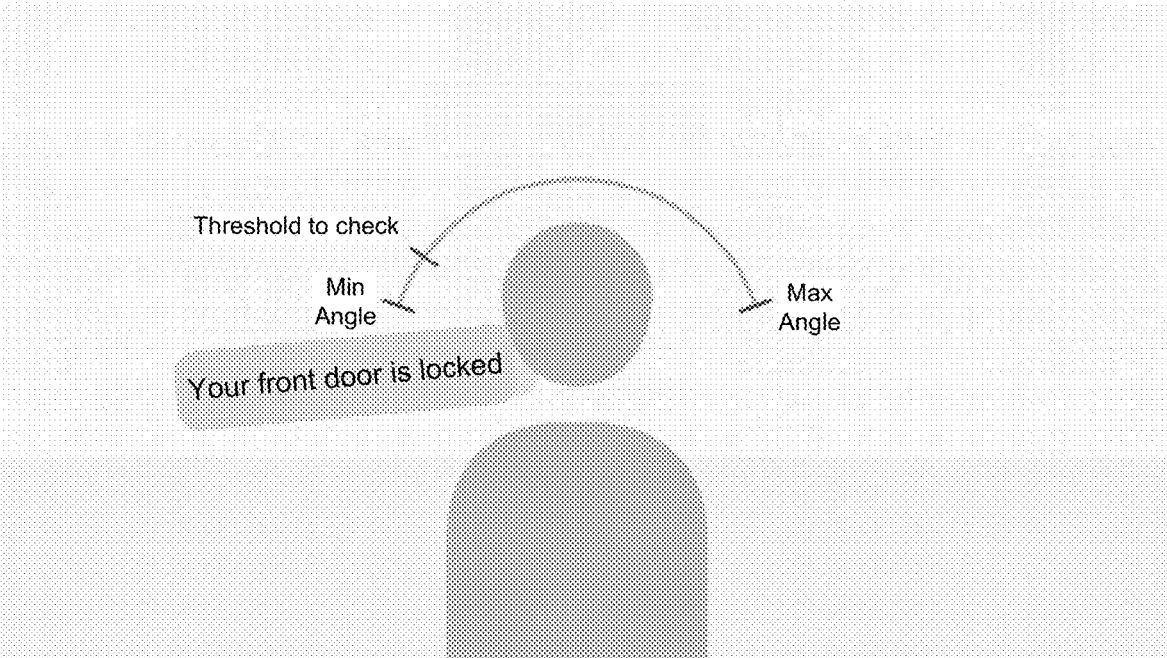 Threshold to check
Min
Angle
Max
Angle
Your front door is locked